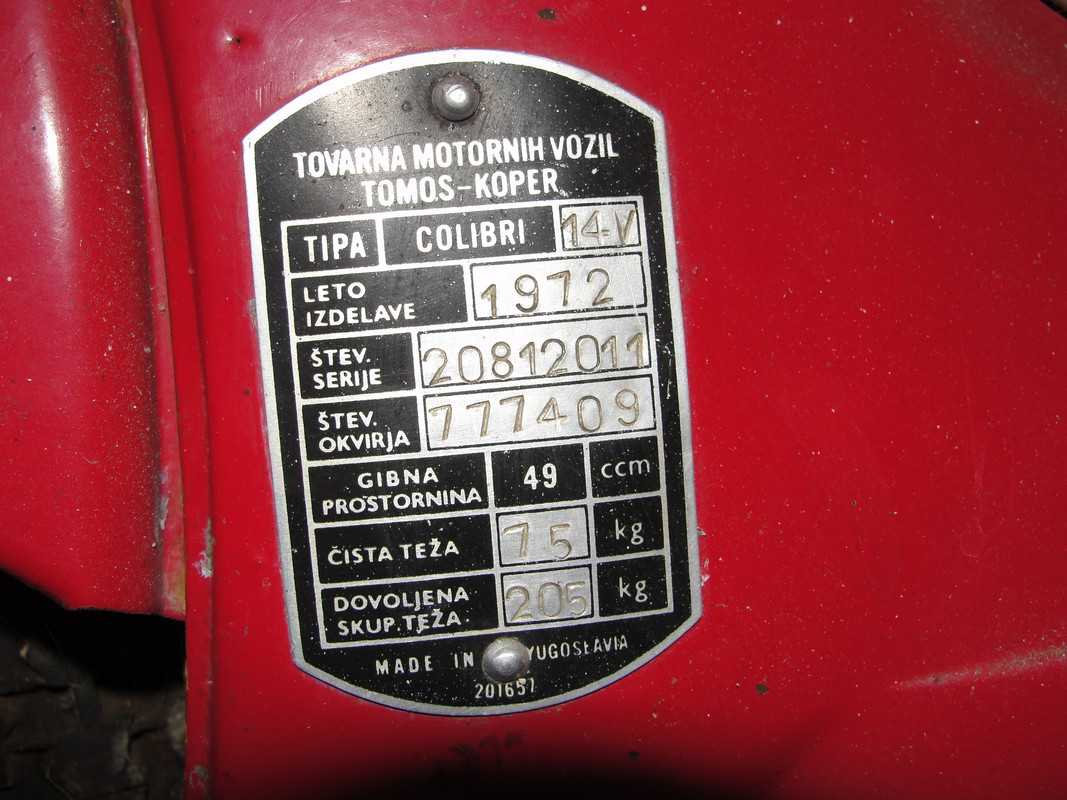 TOVARNA MOTORNIH VOZIL
TOMOS-KOPER
TIPA COLIBRI 14-V
LETO IZDELAVE 1972
ŠTEV. SERIJE 20812011
ŠTEV. OKVIRJA 777409
GIBNA PROSTORNINA 49 ccm
ČISTA TEŽA 75 kg
DOVOLJENA SKUP. TEŽA. 205 kg
MADE IN YUGOSLAVIA
201657